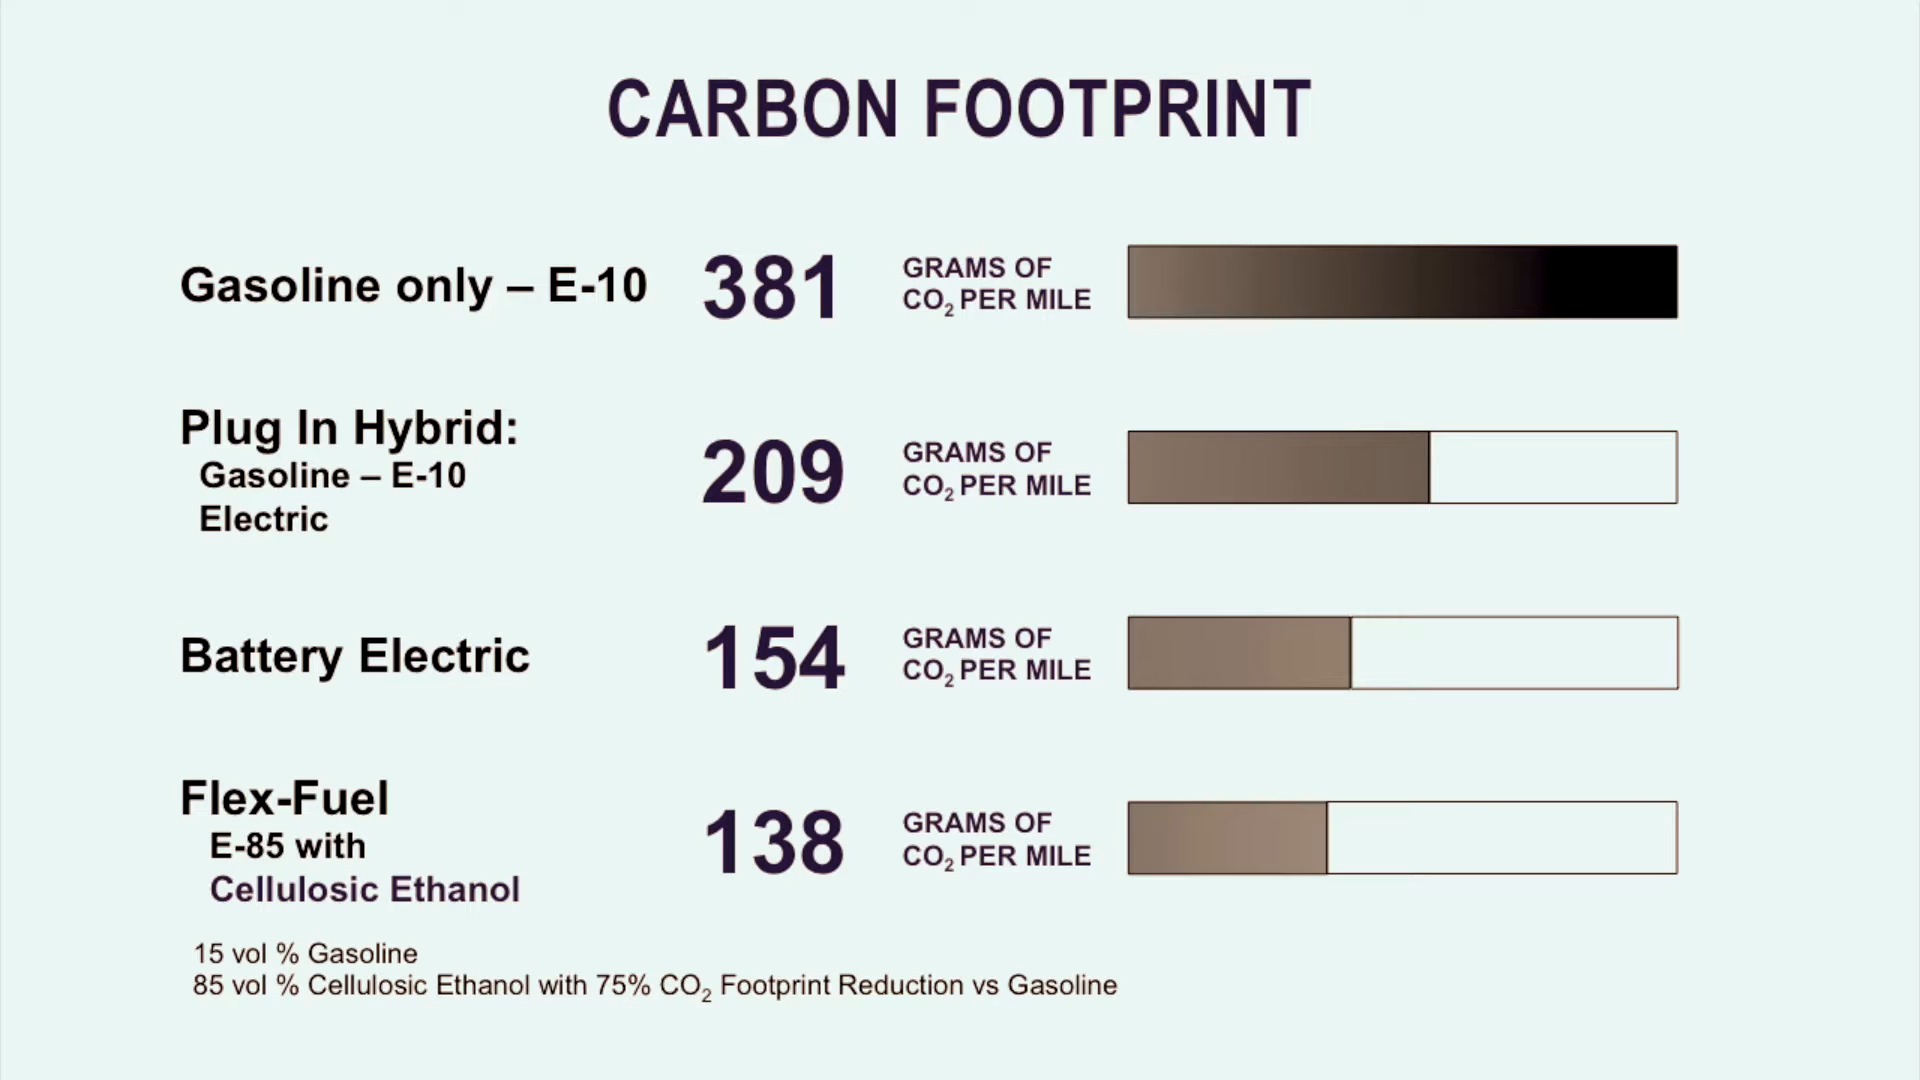 CARBON FOOTPRINT
Gasoline only – E-10
381
GRAMS OF
CO₂ PER MILE
Plug In Hybrid:
Gasoline – E-10
Electric
209
GRAMS OF
CO₂ PER MILE
Battery Electric
154
GRAMS OF
CO₂ PER MILE
Flex-Fuel
E-85 with
Cellulosic Ethanol
138
GRAMS OF
CO₂ PER MILE
15 vol % Gasoline
85 vol % Cellulosic Ethanol with 75% CO₂ Footprint Reduction vs Gasoline